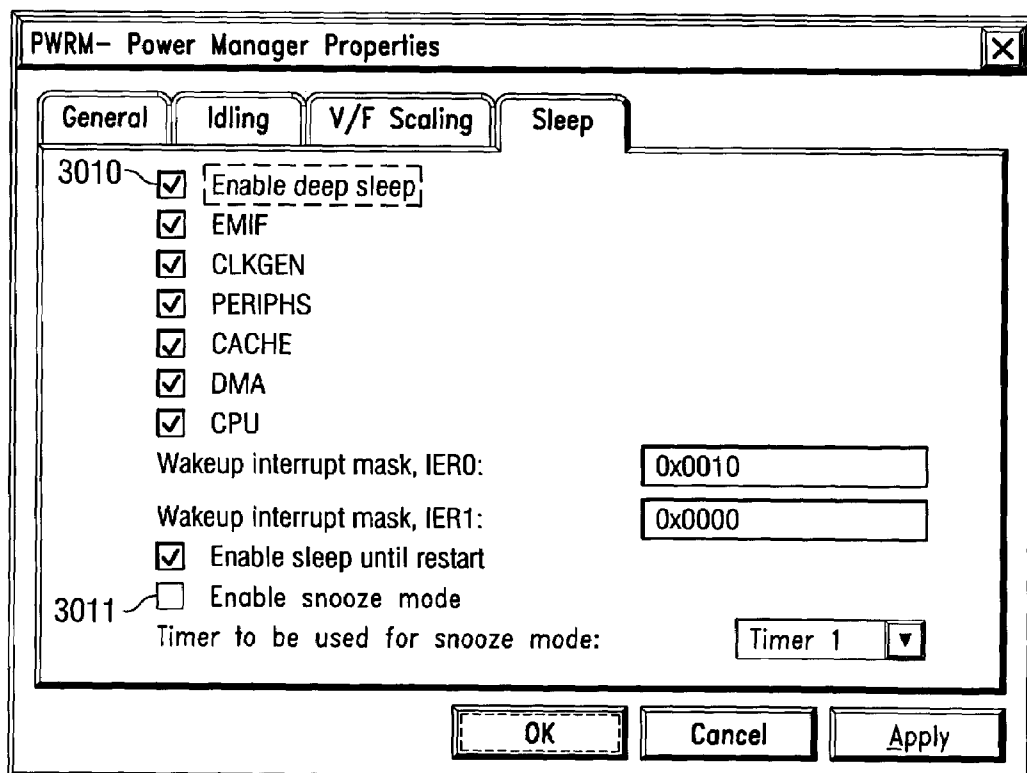 PWRM- Power Manager Properties
General Idling V/F Scaling Sleep
3010 Enable deep sleep
EMIF
CLKGEN
PERIPHS
CACHE
DMA
CPU
Wakeup interrupt mask, IER0: 0x0010
Wakeup interrupt mask, IER1: 0x0000
Enable sleep until restart
3011 Enable snooze mode
Timer to be used for snooze mode: Timer 1
OK Cancel Apply